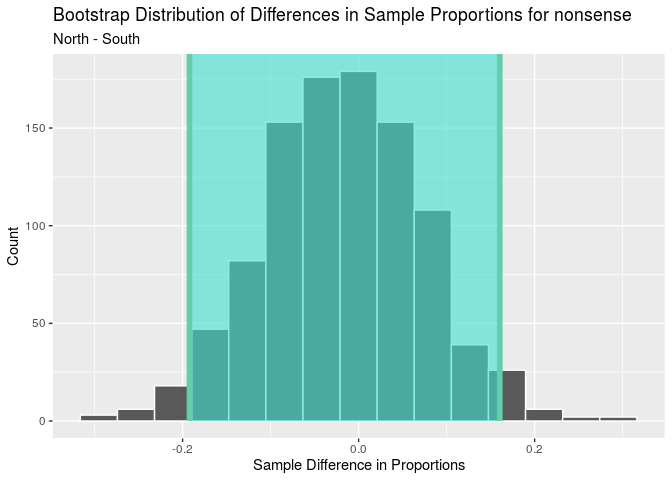 Bootstrap Distribution of Differences in Sample Proportions for nonsense
North - South
150
100
50
0
Count
-0.2
0.0
0.2
Sample Difference in Proportions